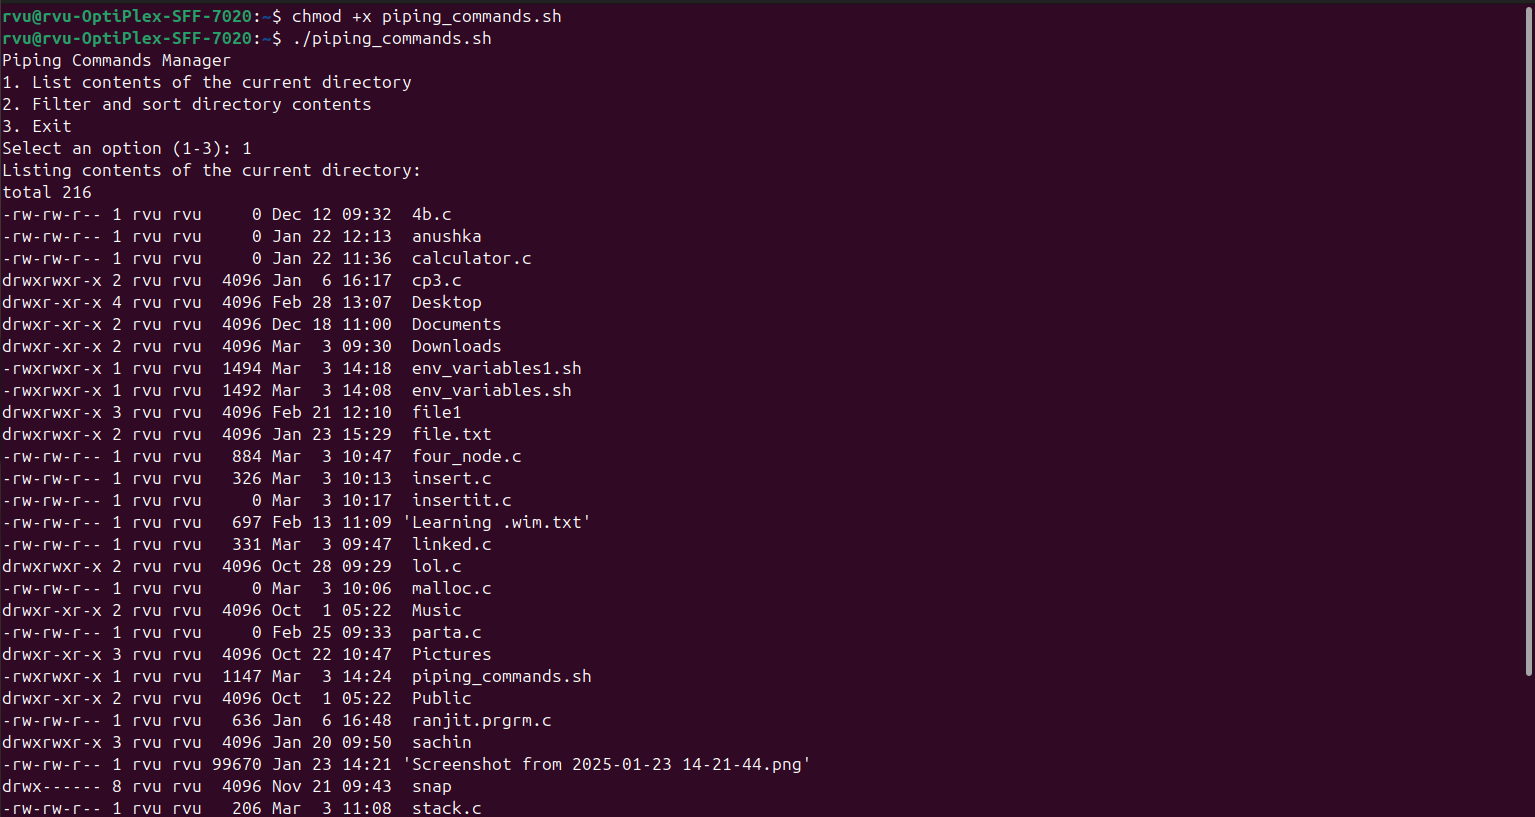 rvu@rvu-OptiPlex-SFF-7020:~$ chmod +x piping_commands.sh
rvu@rvu-OptiPlex-SFF-7020:~$ ./piping_commands.sh
Piping Commands Manager
1. List contents of the current directory
2. Filter and sort directory contents
3. Exit
Select an option (1-3): 1
Listing contents of the current directory:
total 216
-rw-rw-r-- 1 rvu rvu     0 Dec 12 09:32  4b.c
-rw-rw-r-- 1 rvu rvu     0 Jan 22 12:13  anushka
-rw-rw-r-- 1 rvu rvu     0 Jan 22 11:36  calculator.c
drwxrwxr-x 2 rvu rvu  4096 Jan  6 16:17  cp3.c
drwxr-xr-x 4 rvu rvu  4096 Feb 28 13:07  Desktop
drwxr-xr-x 2 rvu rvu  4096 Dec 18 11:00  Documents
drwxr-xr-x 2 rvu rvu  4096 Mar  3 09:30  Downloads
-rwxrwxr-x 1 rvu rvu  1494 Mar  3 14:18  env_variables1.sh
-rwxrwxr-x 1 rvu rvu  1492 Mar  3 14:08  env_variables.sh
drwxrwxr-x 3 rvu rvu  4096 Feb 21 12:10  file1
drwxrwxr-x 2 rvu rvu  4096 Jan 23 15:29  file.txt
-rw-rw-r-- 1 rvu rvu   884 Mar  3 10:47  four_node.c
-rw-rw-r-- 1 rvu rvu   326 Mar  3 10:13  insert.c
-rw-rw-r-- 1 rvu rvu     0 Mar  3 10:17  insertit.c
-rw-rw-r-- 1 rvu rvu   697 Feb 13 11:09 'Learning .wim.txt'
-rw-rw-r-- 1 rvu rvu   331 Mar  3 09:47  linked.c
drwxrwxr-x 2 rvu rvu  4096 Oct 28 09:29  lol.c
-rw-rw-r-- 1 rvu rvu     0 Mar  3 10:06  malloc.c
drwxr-xr-x 2 rvu rvu  4096 Oct  1 05:22  Music
-rw-rw-r-- 1 rvu rvu     0 Feb 25 09:33  parta.c
drwxr-xr-x 3 rvu rvu  4096 Oct 22 10:47  Pictures
-rwxrwxr-x 1 rvu rvu  1147 Mar  3 14:24  piping_commands.sh
drwxr-xr-x 2 rvu rvu  4096 Oct  1 05:22  Public
-rw-rw-r-- 1 rvu rvu   636 Jan  6 16:48  ranjit.prgrm.c
drwxrwxr-x 3 rvu rvu  4096 Jan 20 09:50  sachin
-rw-rw-r-- 1 rvu rvu 99670 Jan 23 14:21 'Screenshot from 2025-01-23 14-21-44.png'
drwx------ 8 rvu rvu  4096 Nov 21 09:43  snap
-rw-rw-r-- 1 rvu rvu   206 Mar  3 11:08  stack.c